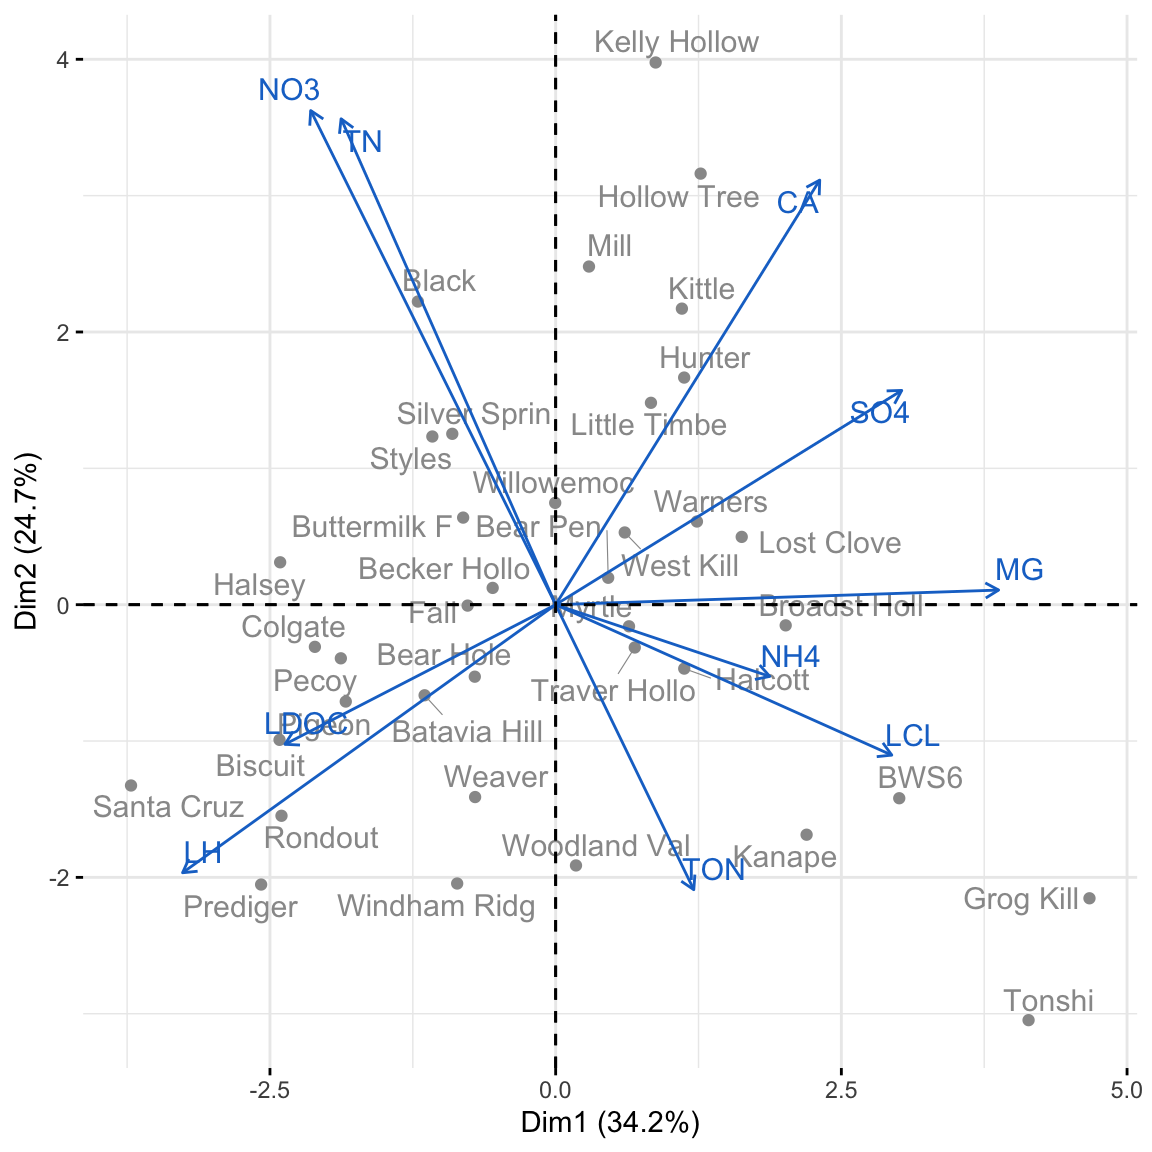 Kelly Hollow
4
NO3
TN
Hollow Tree
CA
Mill
Black
Kittle
2
Hunter
Silver Sprin
SO4
Little Timbe
Styles
Willowemoc
Warners
Buttermilk F
Bear Pen
Lost Clove
West Kill
Becker Hollo
MG
Halsey
0
Fall
Myrtle
Broadst Holl
Colgate
Bear Hole
NH4
Pecoy
Halcott
Traver Hollo
LDOC
Pigeon
Batavia Hill
LCL
Biscuit
Weaver
BWS6
Santa Cruz
Rondout
Woodland Val
LH
Kanape
TON
-2
Prediger
Windham Ridg
Grog Kill
Tonshi
-2.5
0.0
2.5
5.0
Dim1 (34.2%)
Dim2 (24.7%)